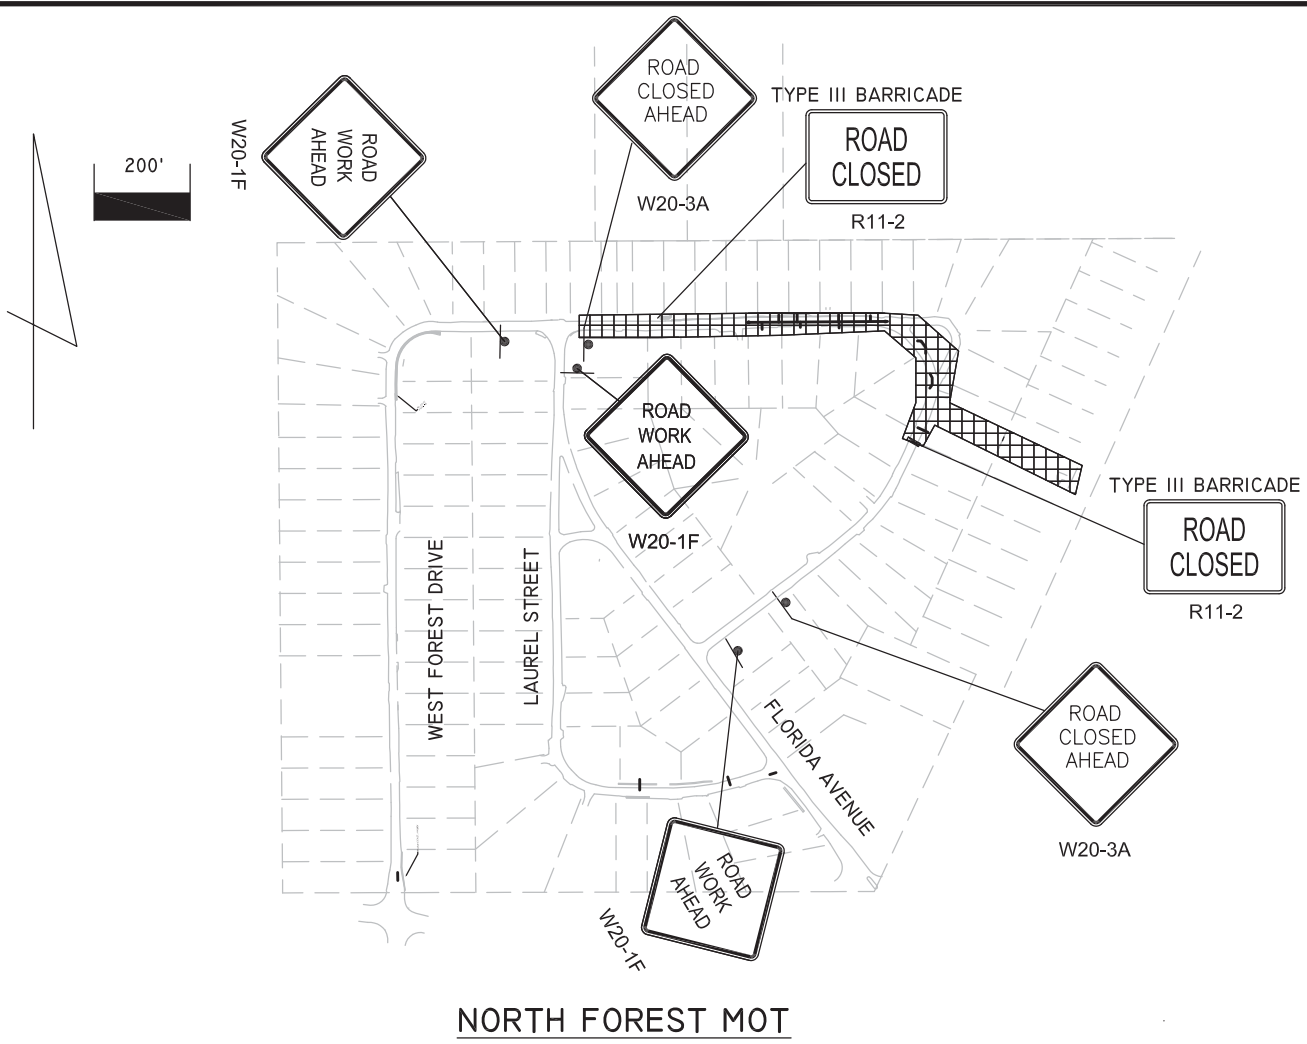 ROAD
CLOSED
AHEAD
W20-3A
TYPE III BARRICADE
ROAD
CLOSED
R11-2
ROAD
WORK
AHEAD
W20-1F
200'
ROAD
WORK
AHEAD
W20-1F
TYPE III BARRICADE
ROAD
CLOSED
R11-2
WEST FOREST DRIVE
LAUREL STREET
FLORIDA AVENUE
ROAD
CLOSED
AHEAD
W20-3A
ROAD
WORK
AHEAD
W20-1F
NORTH FOREST MOT